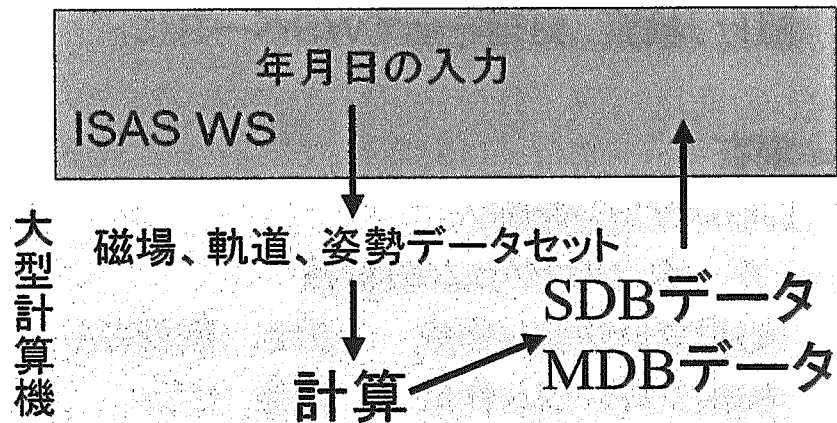 年月日の入力
ISAS WS
大型計算機
磁場、軌道、姿勢データセット
SDBデータ
MDBデータ
計算